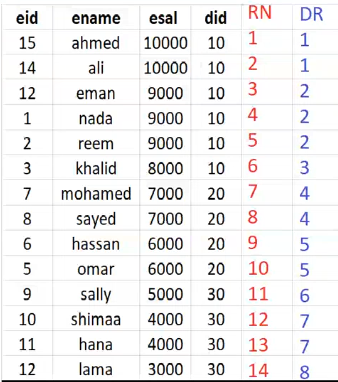 eid ename esal did RN DR
15 ahmed 10000 10 1 1
14 ali 10000 10 2 1
12 eman 9000 10 3 2
1 nada 9000 10 4 2
2 reem 9000 10 5 2
3 khalid 8000 10 6 3
7 mohamed 7000 20 7 4
8 sayed 7000 20 8 4
6 hassan 6000 20 9 5
5 omar 6000 20 10 5
9 sally 5000 30 11 6
10 shimaa 4000 30 12 7
11 hana 4000 30 13 7
12 lama 3000 30 14 8